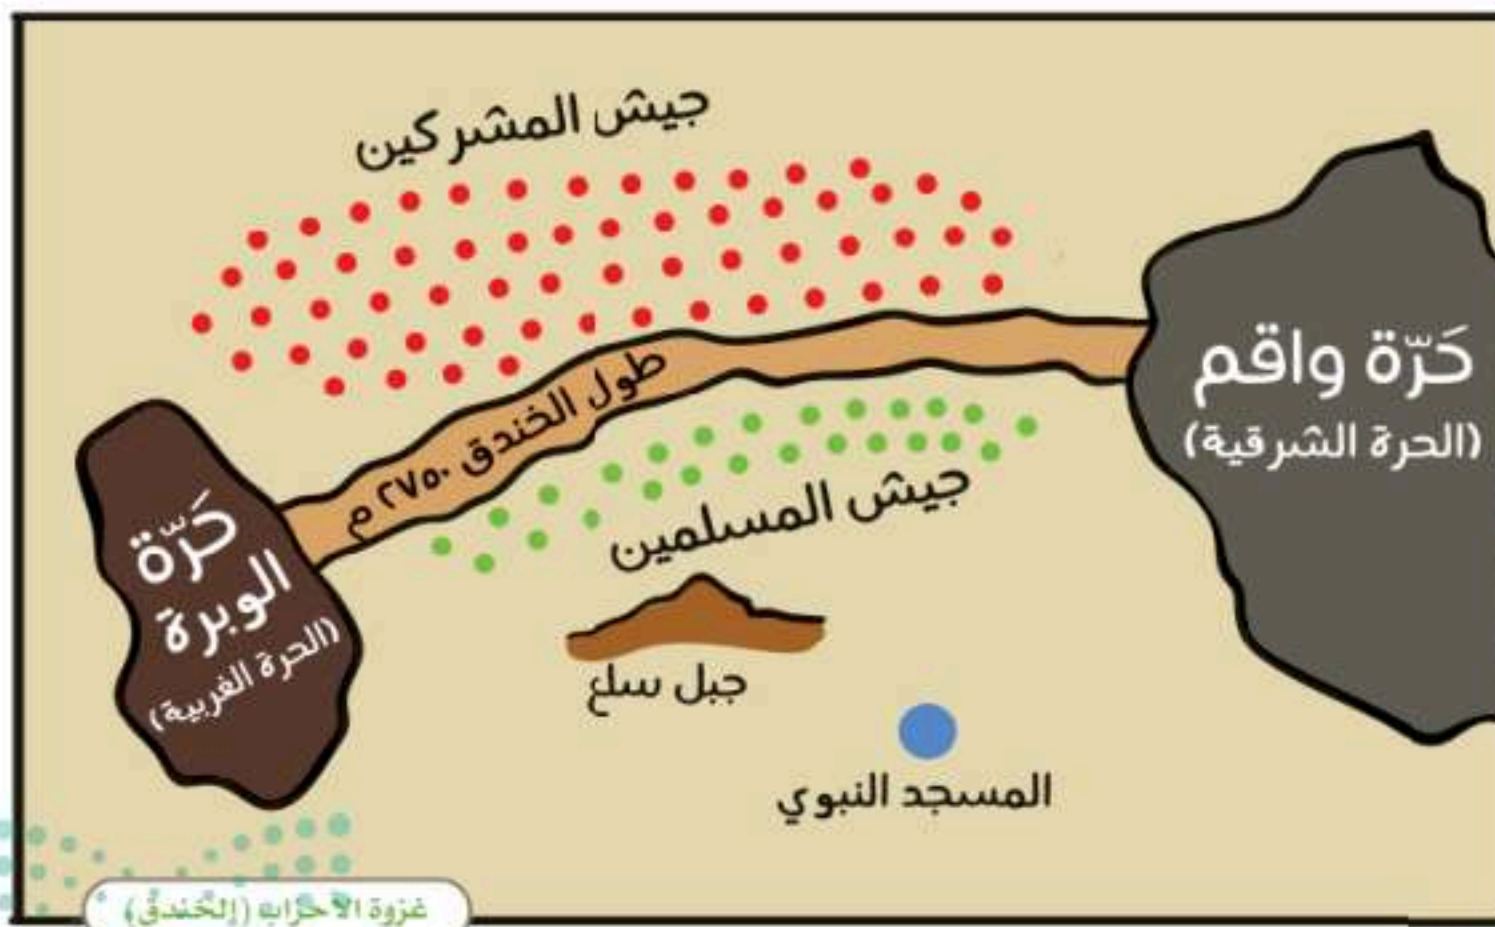 جيش المشركين
طول الخندق ٢٧٥٠ م
حَرّة واقم
(الحرة الشرقية)
جيش المسلمين
حَرّة
الوبرة
(الحرة الغربية)
جبل سلع
المسجد النبوي
غزوة الأحزاب (الخندق)